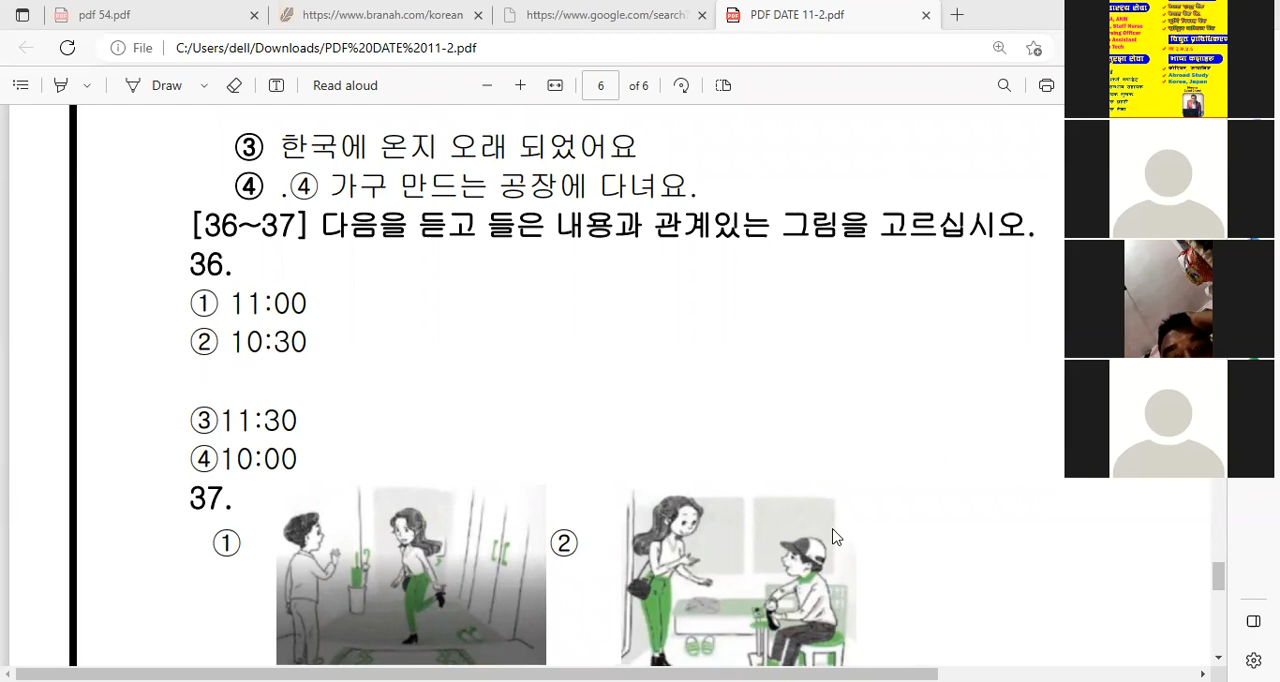 pdf 54.pdf
https://www.branah.com/korean
https://www.google.com/search?
PDF DATE 11-2.pdf
File
C:/Users/dell/Downloads/PDF%20DATE%2011-2.pdf
Draw
Read aloud
6
of 6
③ 한국에 온지 오래 되었어요
④ .④ 가구 만드는 공장에 다녀요.
[36~37] 다음을 듣고 들은 내용과 관계있는 그림을 고르십시오.
36.
① 11:00
② 10:30
③11:30
④10:00
37.
①
②
Abroad Study
Korea, Japan